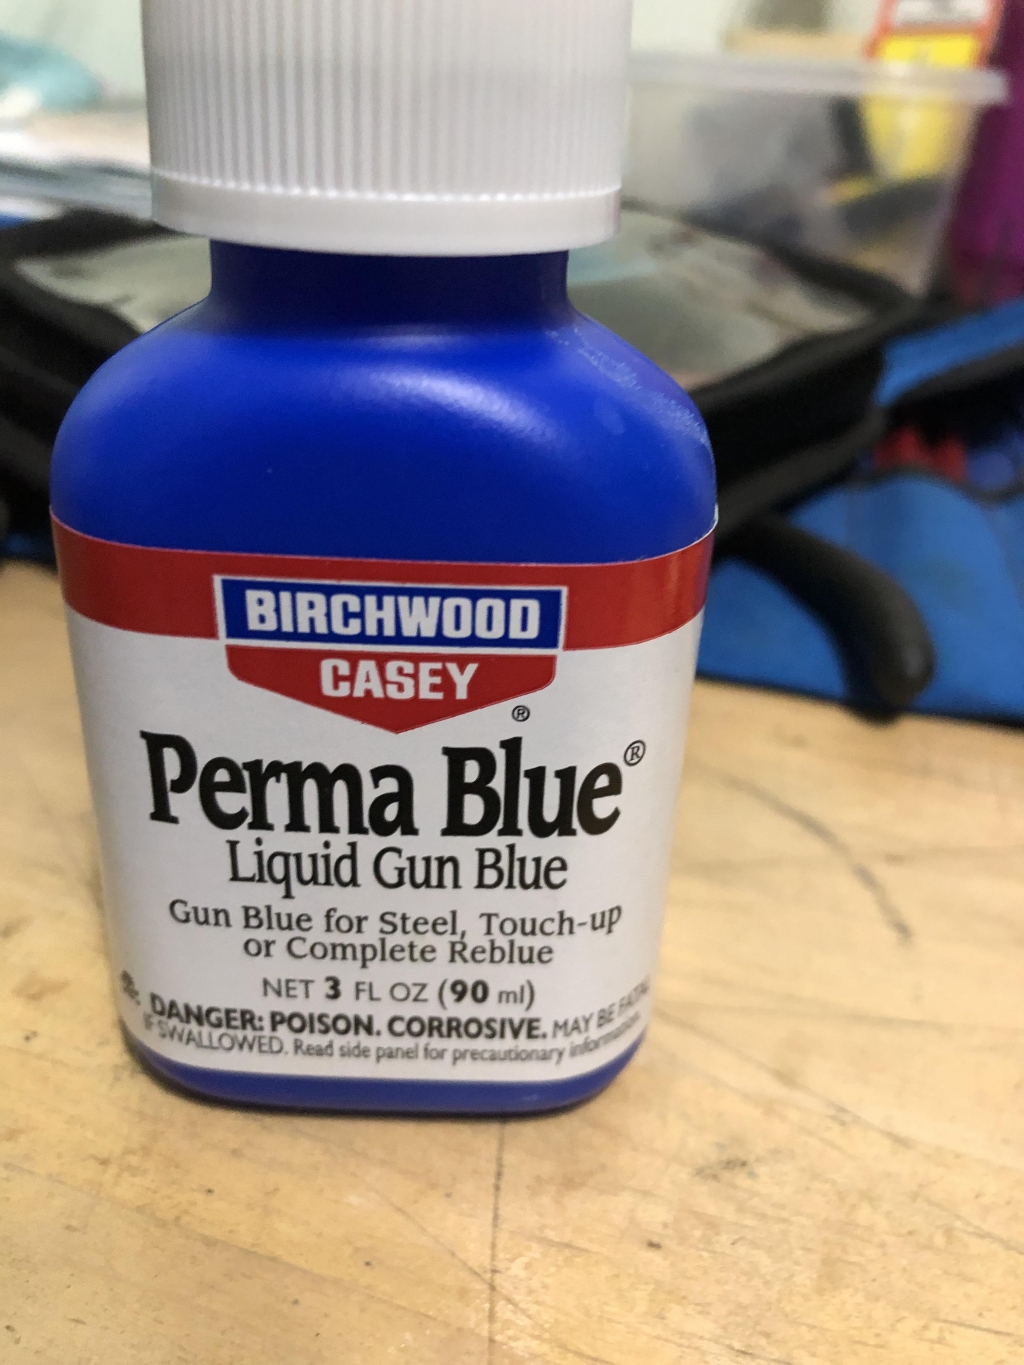 BIRCHWOOD
CASEY
®
Perma Blue®
Liquid Gun Blue
Gun Blue for Steel, Touch-up
or Complete Reblue
NET 3 FL OZ (90 ml)
DANGER: POISON. CORROSIVE. MAY BE FATAL
IF SWALLOWED. Read side panel for precautionary information.